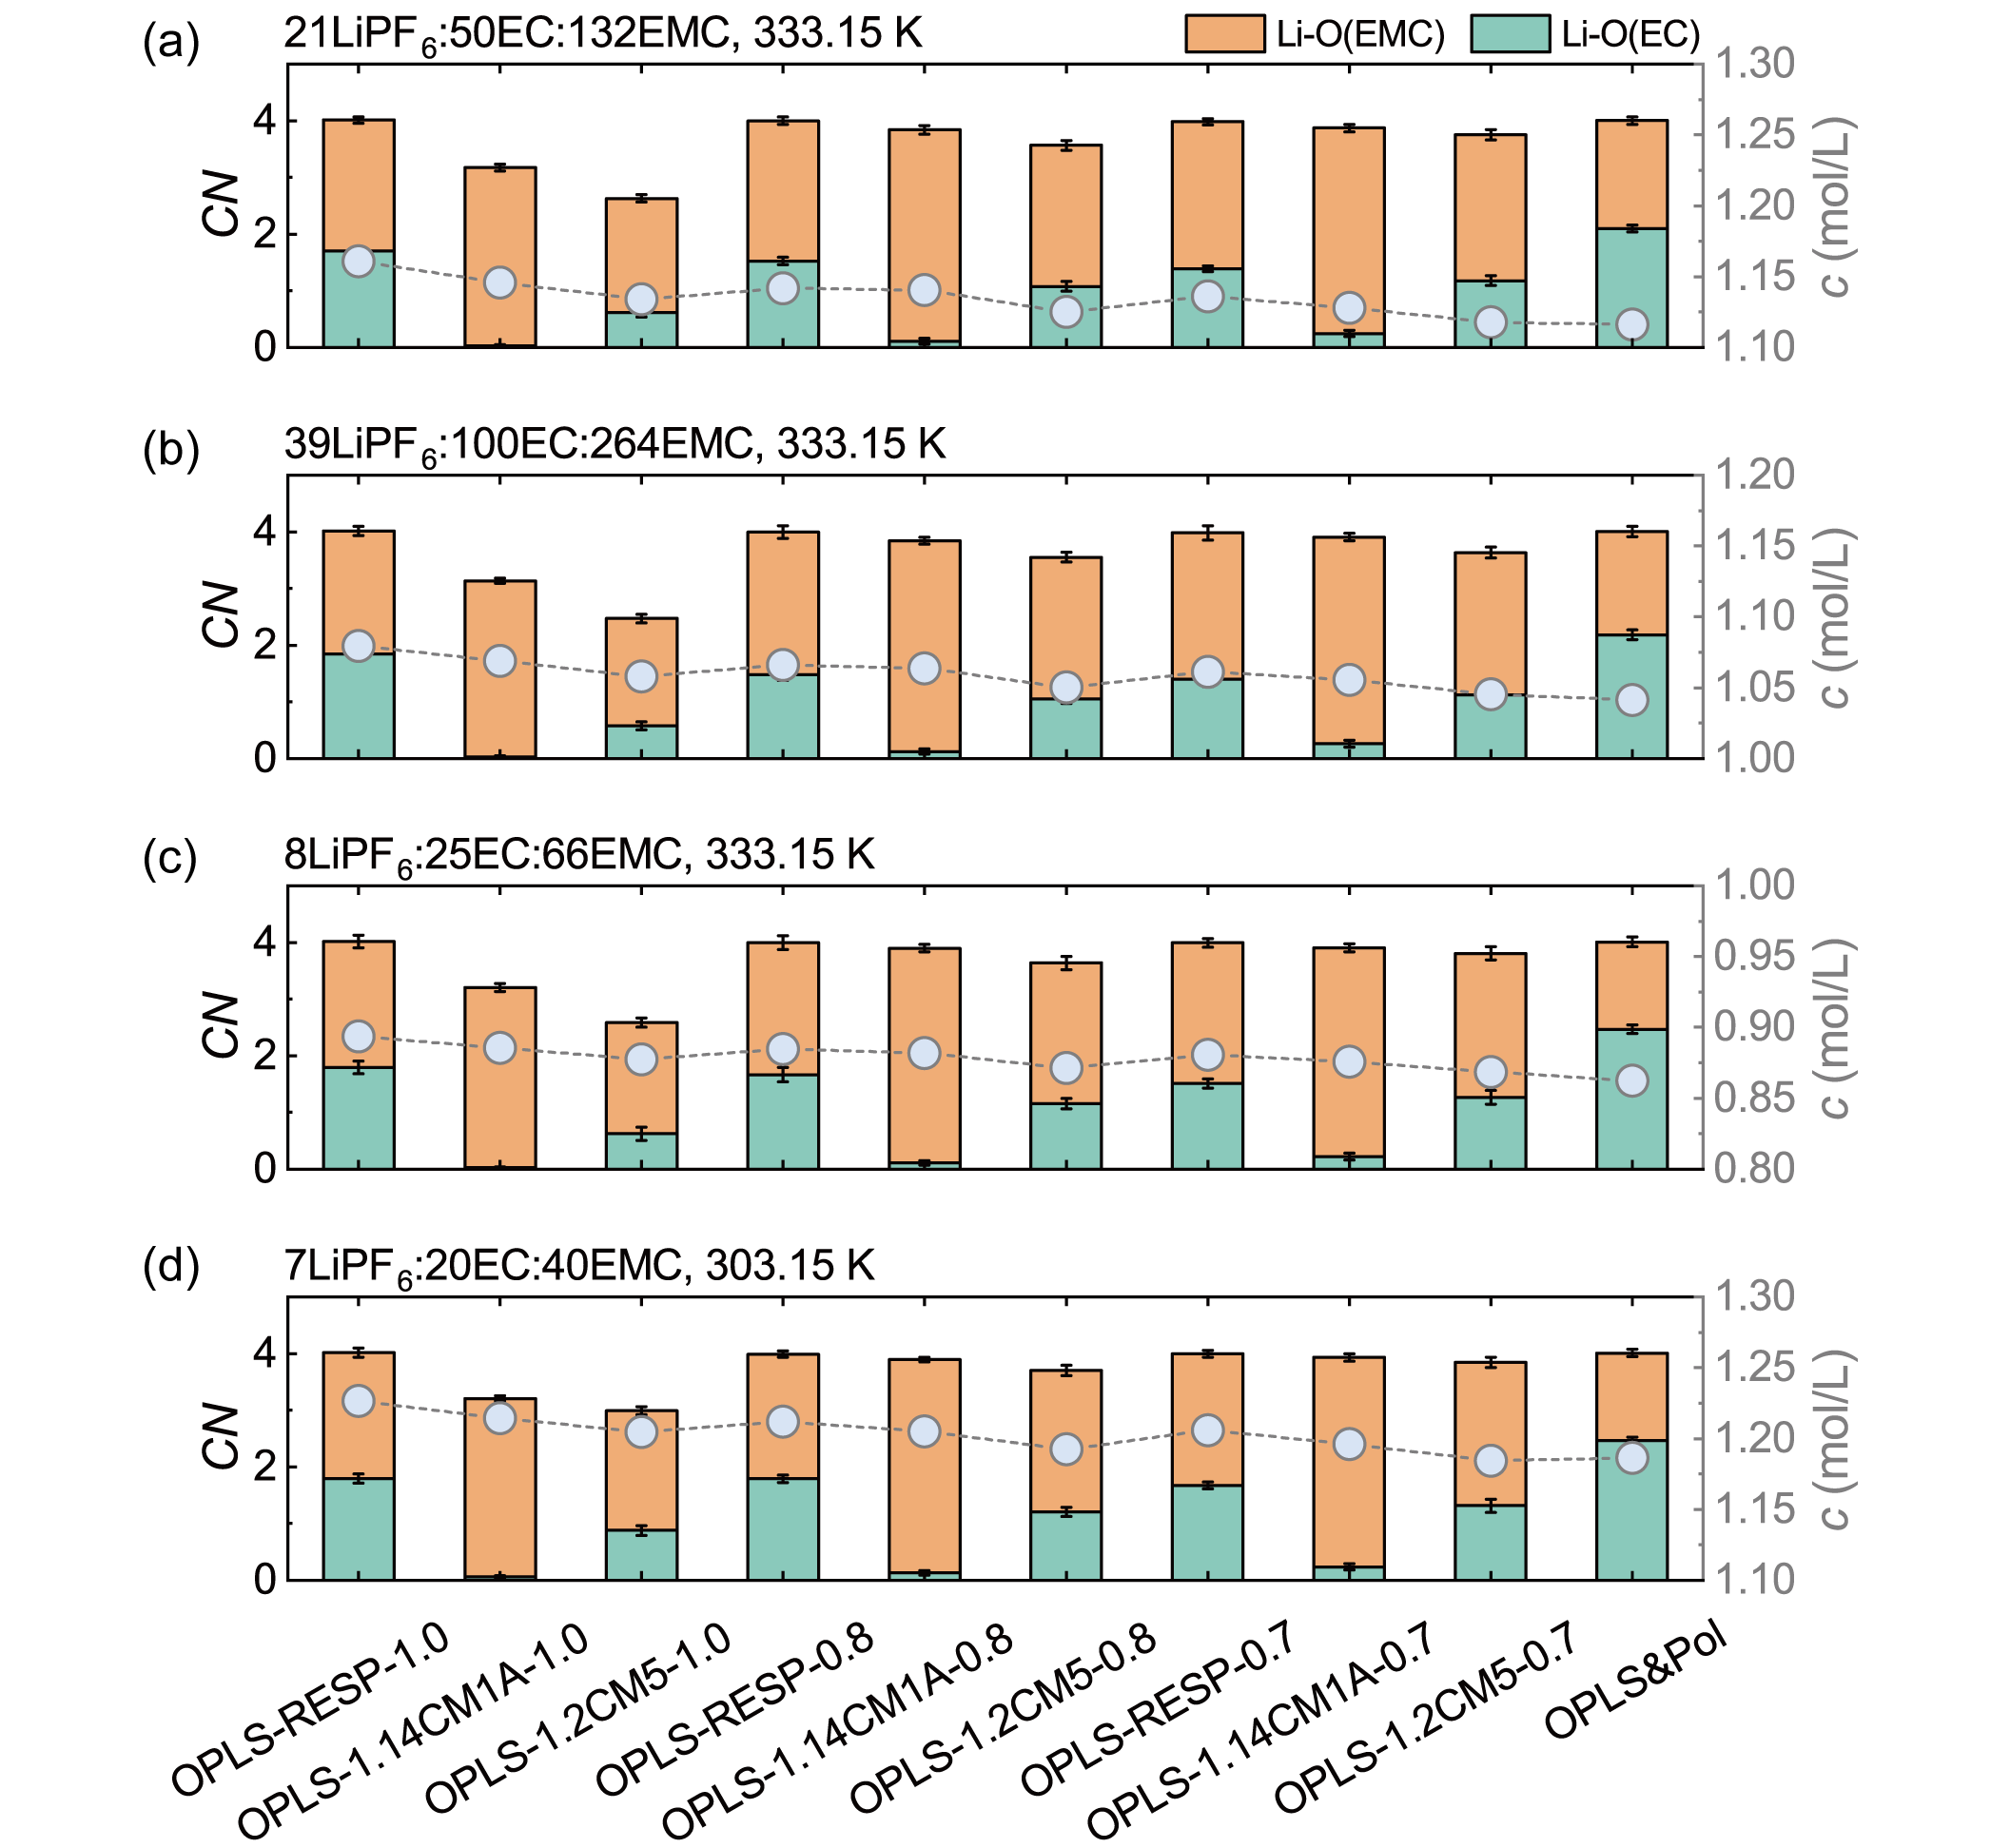 (a) 21LiPF6:50EC:132EMC, 333.15 K Li-O(EMC) Li-O(EC)
CN
4
2
0
1.30
1.25
1.20
1.15
1.10
c (mol/L)
(b) 39LiPF6:100EC:264EMC, 333.15 K
CN
4
2
0
1.20
1.15
1.10
1.05
1.00
c (mol/L)
(c) 8LiPF6:25EC:66EMC, 333.15 K
CN
4
2
0
1.00
0.95
0.90
0.85
0.80
c (mol/L)
(d) 7LiPF6:20EC:40EMC, 303.15 K
CN
4
2
0
1.30
1.25
1.20
1.15
1.10
c (mol/L)
OPLS-RESP-1.0
OPLS-1.14CM1A-1.0
OPLS-1.2CM5-1.0
OPLS-RESP-0.8
OPLS-1.14CM1A-0.8
OPLS-1.2CM5-0.8
OPLS-RESP-0.7
OPLS-1.14CM1A-0.7
OPLS-1.2CM5-0.7
OPLS&Pol